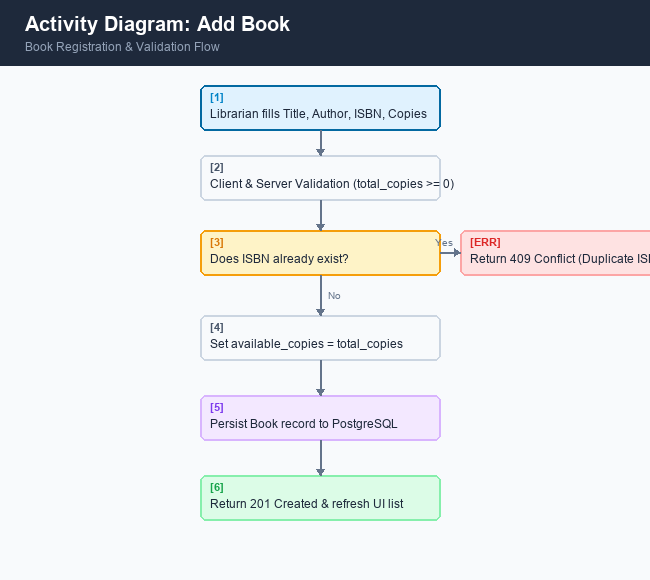 Activity Diagram: Add Book
Book Registration & Validation Flow
[1]
Librarian fills Title, Author, ISBN, Copies
[2]
Client & Server Validation (total_copies >= 0)
[3]
Does ISBN already exist?
Yes
[ERR]
Return 409 Conflict (Duplicate
No
[4]
Set available_copies = total_copies
[5]
Persist Book record to PostgreSQL
[6]
Return 201 Created & refresh UI list